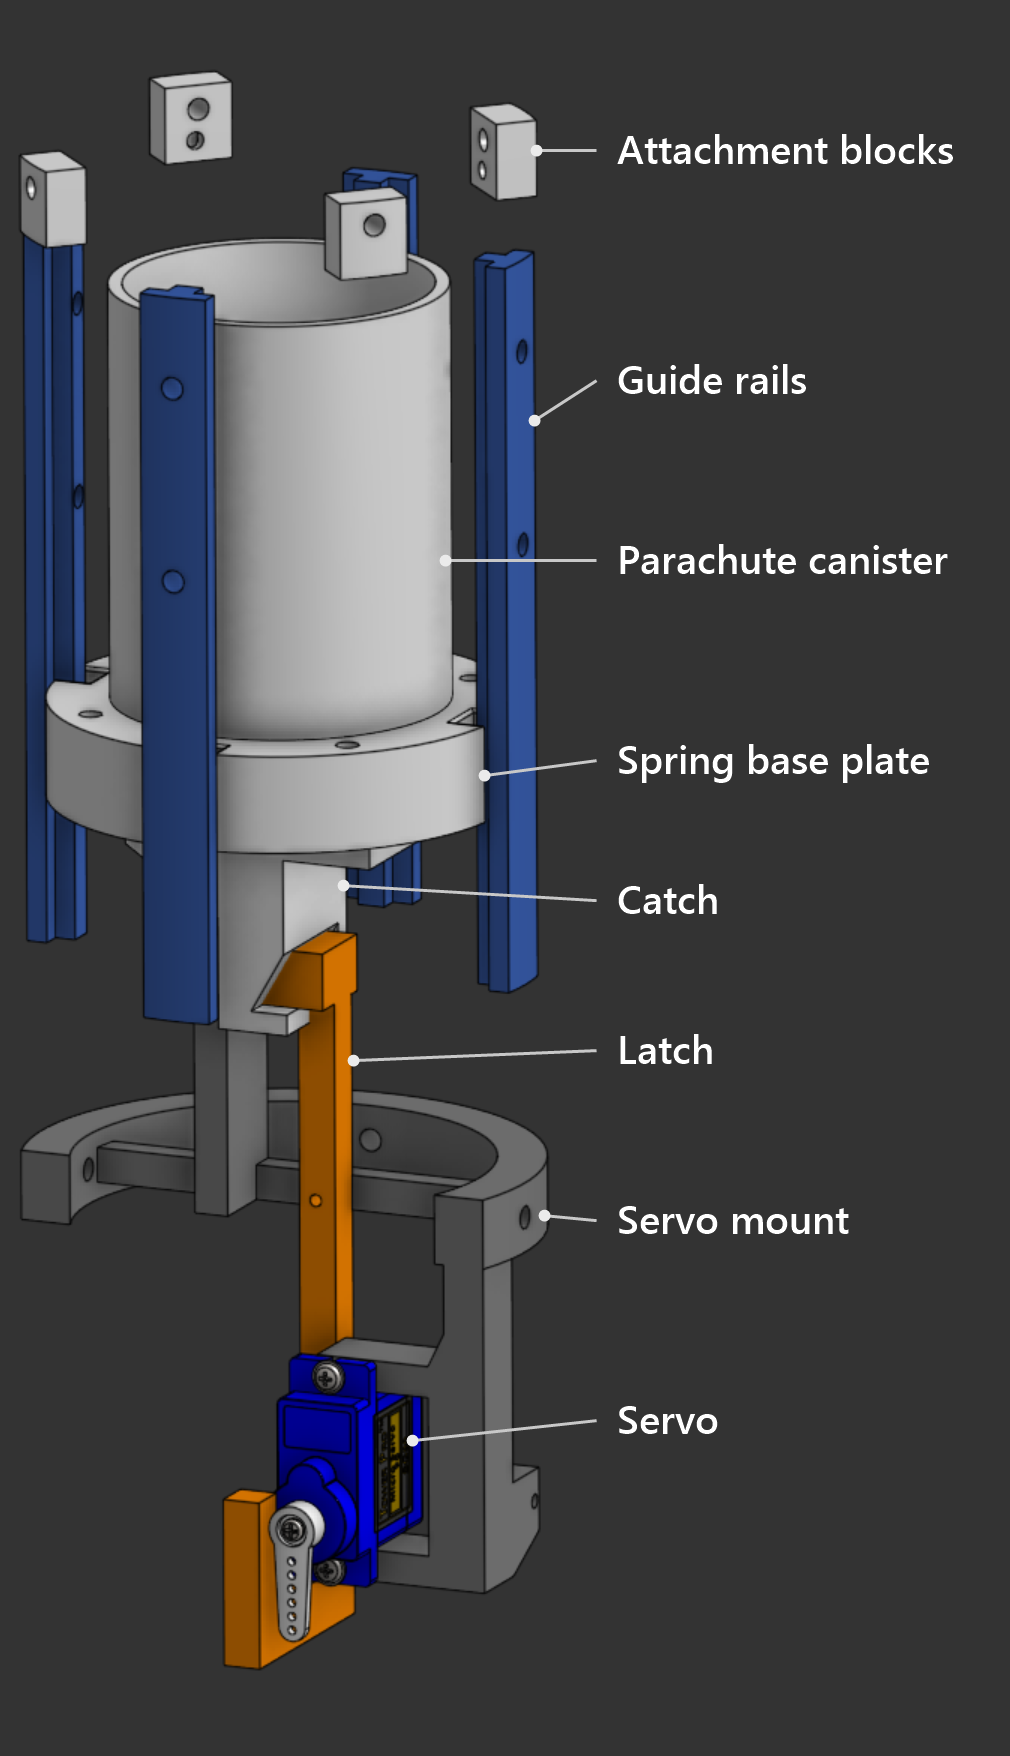 Attachment blocks
Guide rails
Parachute canister
Spring base plate
Catch
Latch
Servo mount
Servo